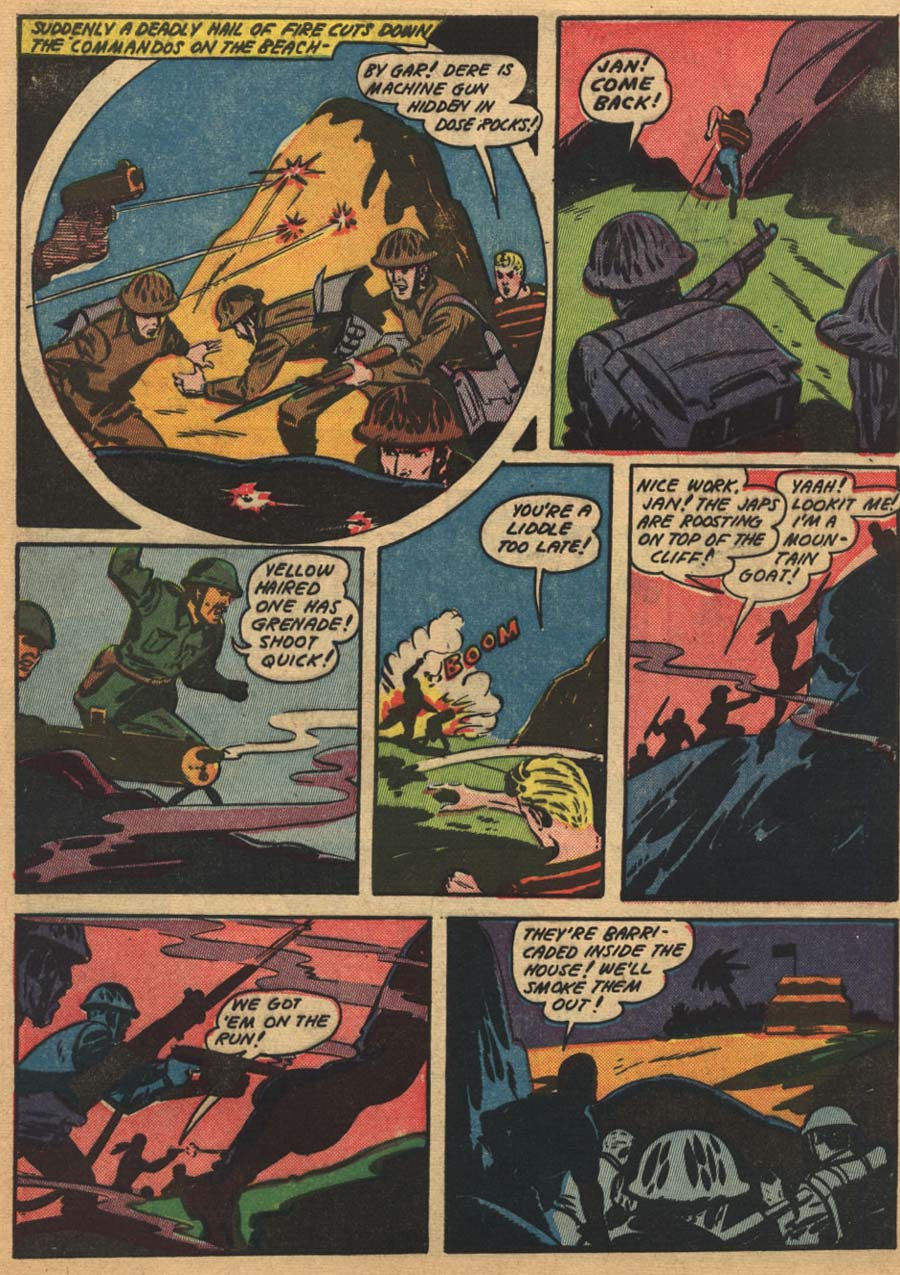 SUDDENLY A DEADLY HAIL OF FIRE CUTS DOWN
THE COMMANDOS ON THE BEACH-
BY GAR! DERE IS
MACHINE GUN
HIDDEN IN
DOSE ROCKS!
JAN!
COME
BACK!
YELLOW
HAIRED
ONE HAS
GRENADE!
SHOOT
QUICK!
YOU'RE A
LIDDLE
TOO LATE!
BOOM
NICE WORK,
JAN! THE JAPS
ARE ROOSTING
ON TOP OF THE
CLIFF!
YAAH!
LOOKIT ME!
I'M A
MOUN-
TAIN
GOAT!
WE GOT
'EM ON THE
RUN!
THEY'RE BARRI-
CADED INSIDE THE
HOUSE! WE'LL
SMOKE THEM
OUT!